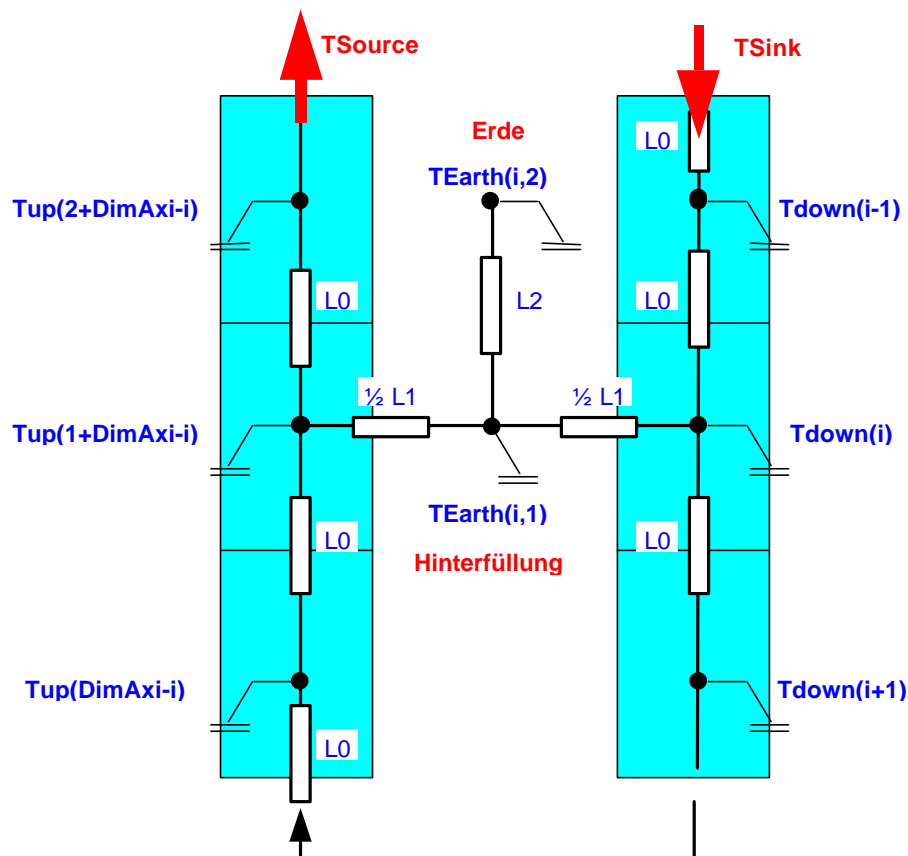 TSource
TSink
L0
Erde
TEarth(i,2)
Tup(2+DimAxi-i)
Tdown(i-1)
L0
L2
L0
½ L1
½ L1
Tup(1+DimAxi-i)
Tdown(i)
TEarth(i,1)
L0
Hinterfüllung
L0
Tup(DimAxi-i)
Tdown(i+1)
L0